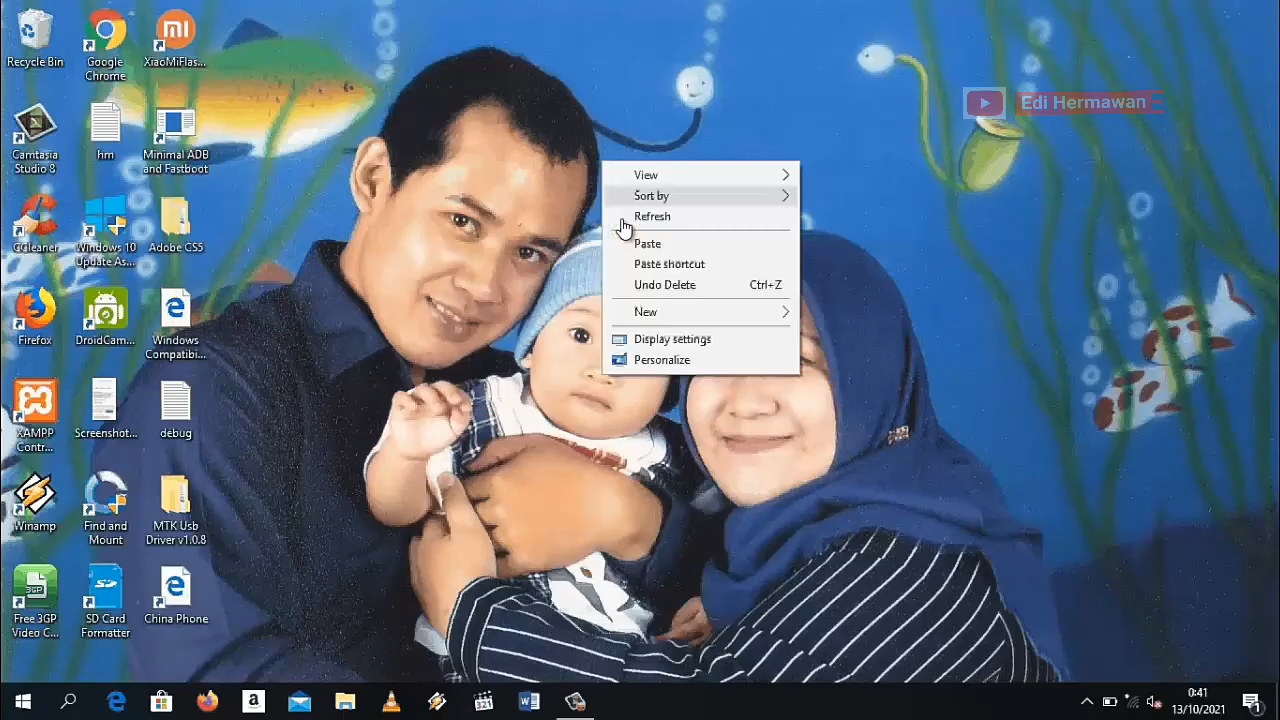 Recycle Bin
Google
Chrome
XiaoMiFlas...
Edi Hermawan
Camtasia
Studio 8
hm
Minimal ADB
and Fastboot
CCleaner
Windows 10
Update As...
Adobe CS5
Firefox
DroidCam...
Windows
Compatibi...
XAMPP
Contr...
Screenshot...
debug
Winamp
Find and
Mount
MTK Usb
Driver v1.0.8
Free 3GP
Video C...
SD Card
Formatter
China Phone
View
Sort by
Refresh
Paste
Paste shortcut
Undo Delete Ctrl+Z
New
Display settings
Personalize
0:41
13/10/2021